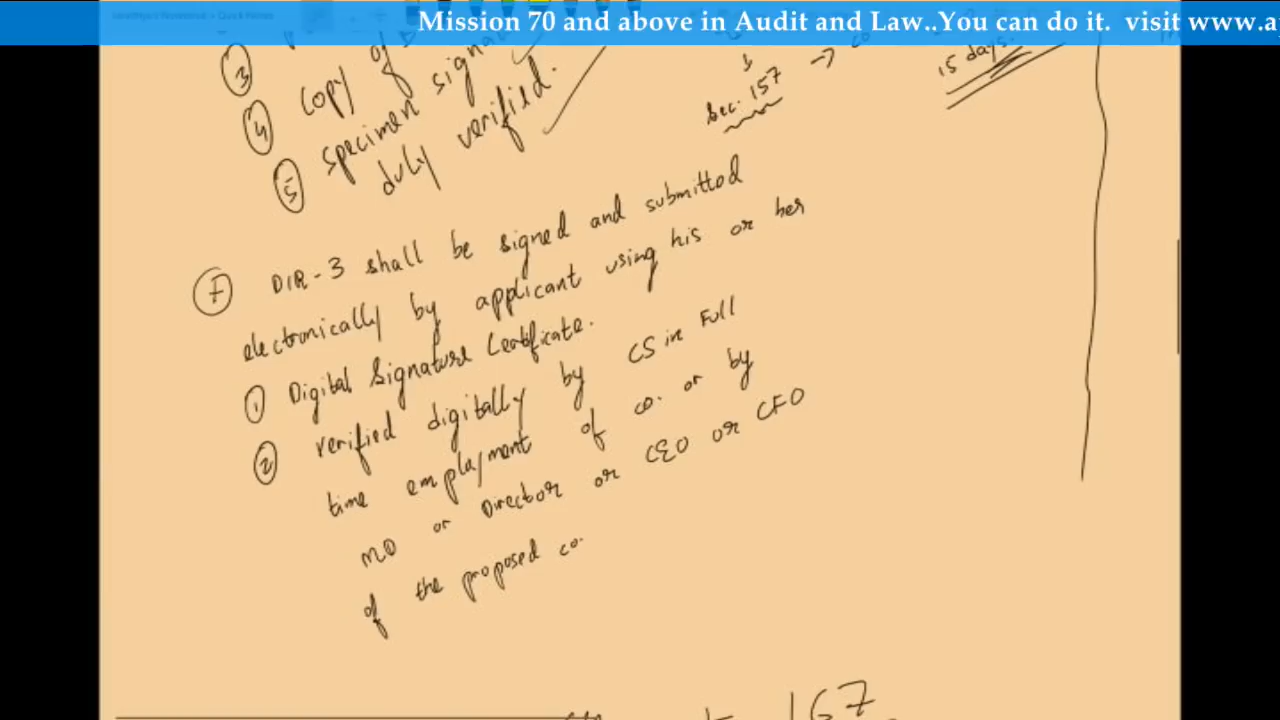 Mission 70 and above in Audit and Law..You can do it. visit www.a
3
4 copy of
5 specimen
duly verified.
Sec. 157 →
15 days.
7 DIR-3 shall be signed and submitted
electronically by applicant using his or her
1 Digital Signature Certificate.
2 verified digitally by CS in Full
time employment of co. or by
MD or Director or CEO or CFO
of the proposed co.
167